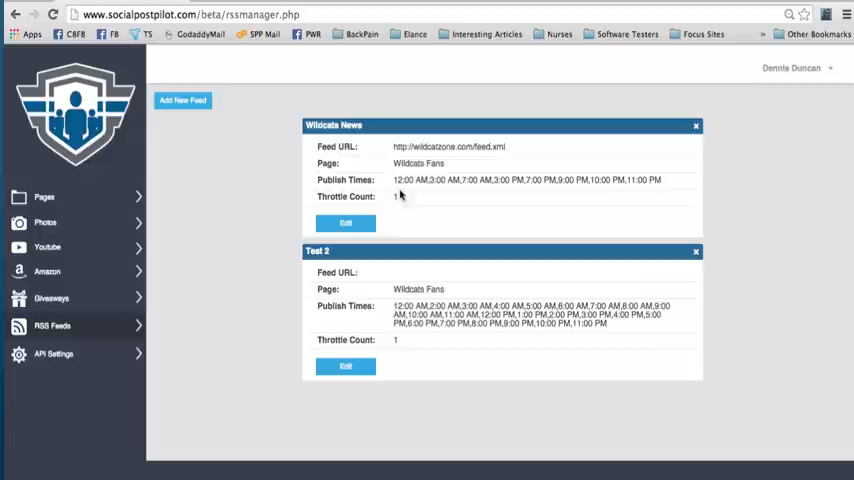 www.socialpostpilot.com/beta/rssmanager.php
Apps CBFB FB TS GodaddyMail SPP Mail PWR BackPain Elance Interesting Articles Nurses Software Testers Focus Sites » Other Bookmarks
Dennis Duncan
Add New Feed
Wildcats News
Feed URL: http://wildcatzone.com/feed.xml
Page: Wildcats Fans
Publish Times: 12:00 AM,3:00 AM,7:00 AM,3:00 PM,7:00 PM,9:00 PM,10:00 PM,11:00 PM
Throttle Count: 1
Edit
Test 2
Feed URL:
Page: Wildcats Fans
Publish Times: 12:00 AM,2:00 AM,3:00 AM,4:00 AM,5:00 AM,6:00 AM,7:00 AM,8:00 AM,9:00
AM,10:00 AM,11:00 AM,12:00 PM,1:00 PM,2:00 PM,3:00 PM,4:00 PM,5:00
PM,6:00 PM,7:00 PM,8:00 PM,9:00 PM,10:00 PM,11:00 PM
Throttle Count: 1
Edit
Pages
Photos
Youtube
Amazon
Giveaways
RSS Feeds
API Settings